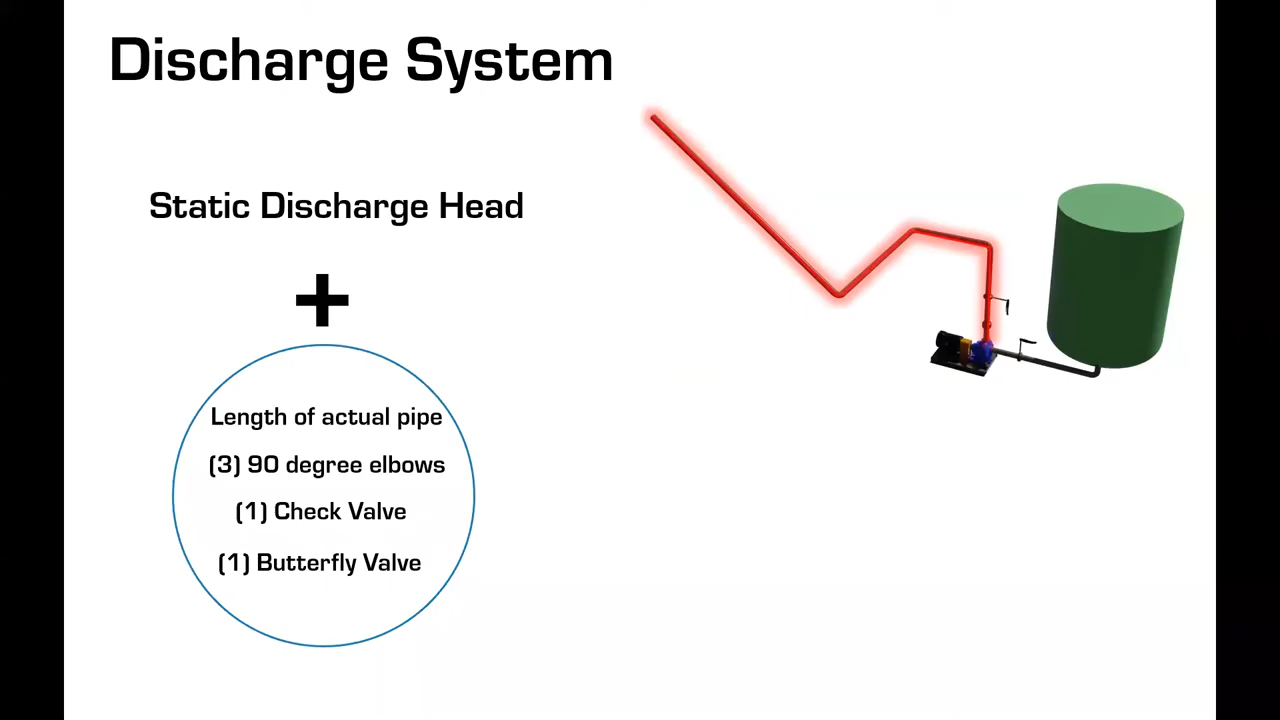 Discharge System
Static Discharge Head
+
Length of actual pipe
(3) 90 degree elbows
(1) Check Valve
(1) Butterfly Valve